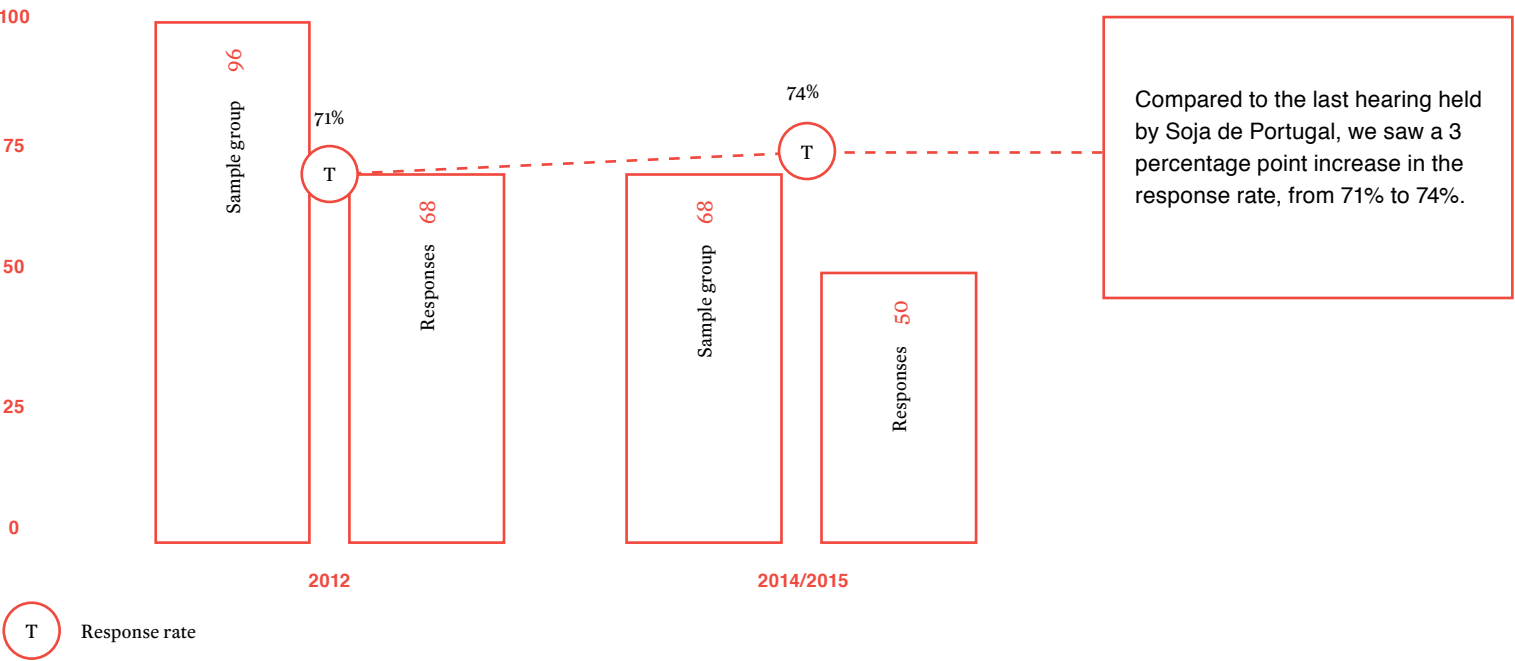 100
75
50
25
0
Sample group 96
71%
T
Responses 68
Sample group 68
74%
T
Responses 50
2012
2014/2015
Compared to the last hearing held
by Soja de Portugal, we saw a 3
percentage point increase in the
response rate, from 71% to 74%.
T Response rate